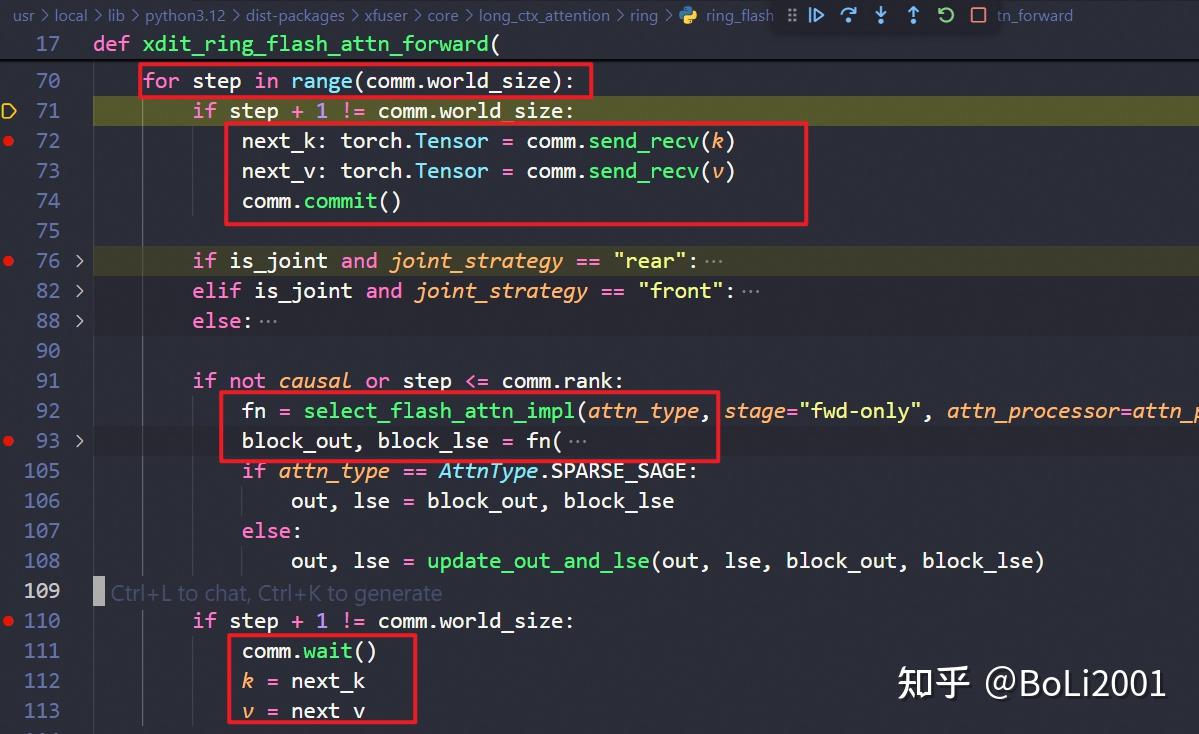 usr > local > lib > python3.12 > dist-packages > xfuser > core > long_ctx_attention > ring > ring_flash tn_forward
17 def xdit_ring_flash_attn_forward(
70 for step in range(comm.world_size):
71 if step + 1 != comm.world_size:
72 next_k: torch.Tensor = comm.send_recv(k)
73 next_v: torch.Tensor = comm.send_recv(v)
74 comm.commit()
75
76 > if is_joint and joint_strategy == "rear": ···
82 > elif is_joint and joint_strategy == "front": ···
88 > else: ···
90
91 if not causal or step <= comm.rank:
92 fn = select_flash_attn_impl(attn_type, stage="fwd-only", attn_processor=attn_p
93 > block_out, block_lse = fn( ···
105 if attn_type == AttnType.SPARSE_SAGE:
106 out, lse = block_out, block_lse
107 else:
108 out, lse = update_out_and_lse(out, lse, block_out, block_lse)
109 Ctrl+L to chat, Ctrl+K to generate
110 if step + 1 != comm.world_size:
111 comm.wait()
112 k = next_k
113 v = next_v
知乎 @BoLi2001